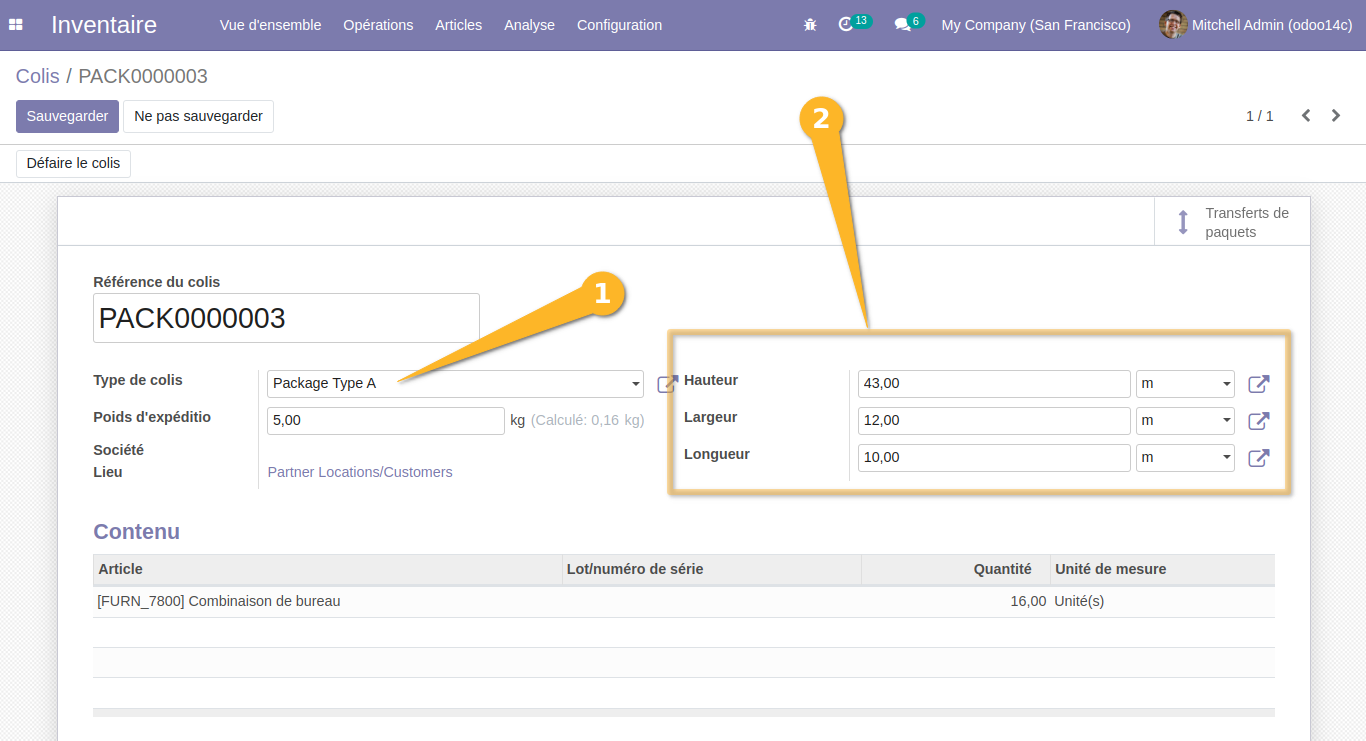 Inventaire Vue d'ensemble Opérations Articles Analyse Configuration 13 6 My Company (San Francisco) Mitchell Admin (odoo14c)
Colis / PACK0000003
Sauvegarder Ne pas sauvegarder 1 / 1
2
Défaire le colis
Transferts de
paquets
Référence du colis
1
PACK0000003
Type de colis Package Type A
Poids d'expéditio 5,00 kg (Calculé: 0,16 kg)
Société
Lieu Partner Locations/Customers
Hauteur 43,00 m
Largeur 12,00 m
Longueur 10,00 m
Contenu
Article Lot/numéro de série Quantité Unité de mesure
[FURN_7800] Combinaison de bureau 16,00 Unité(s)